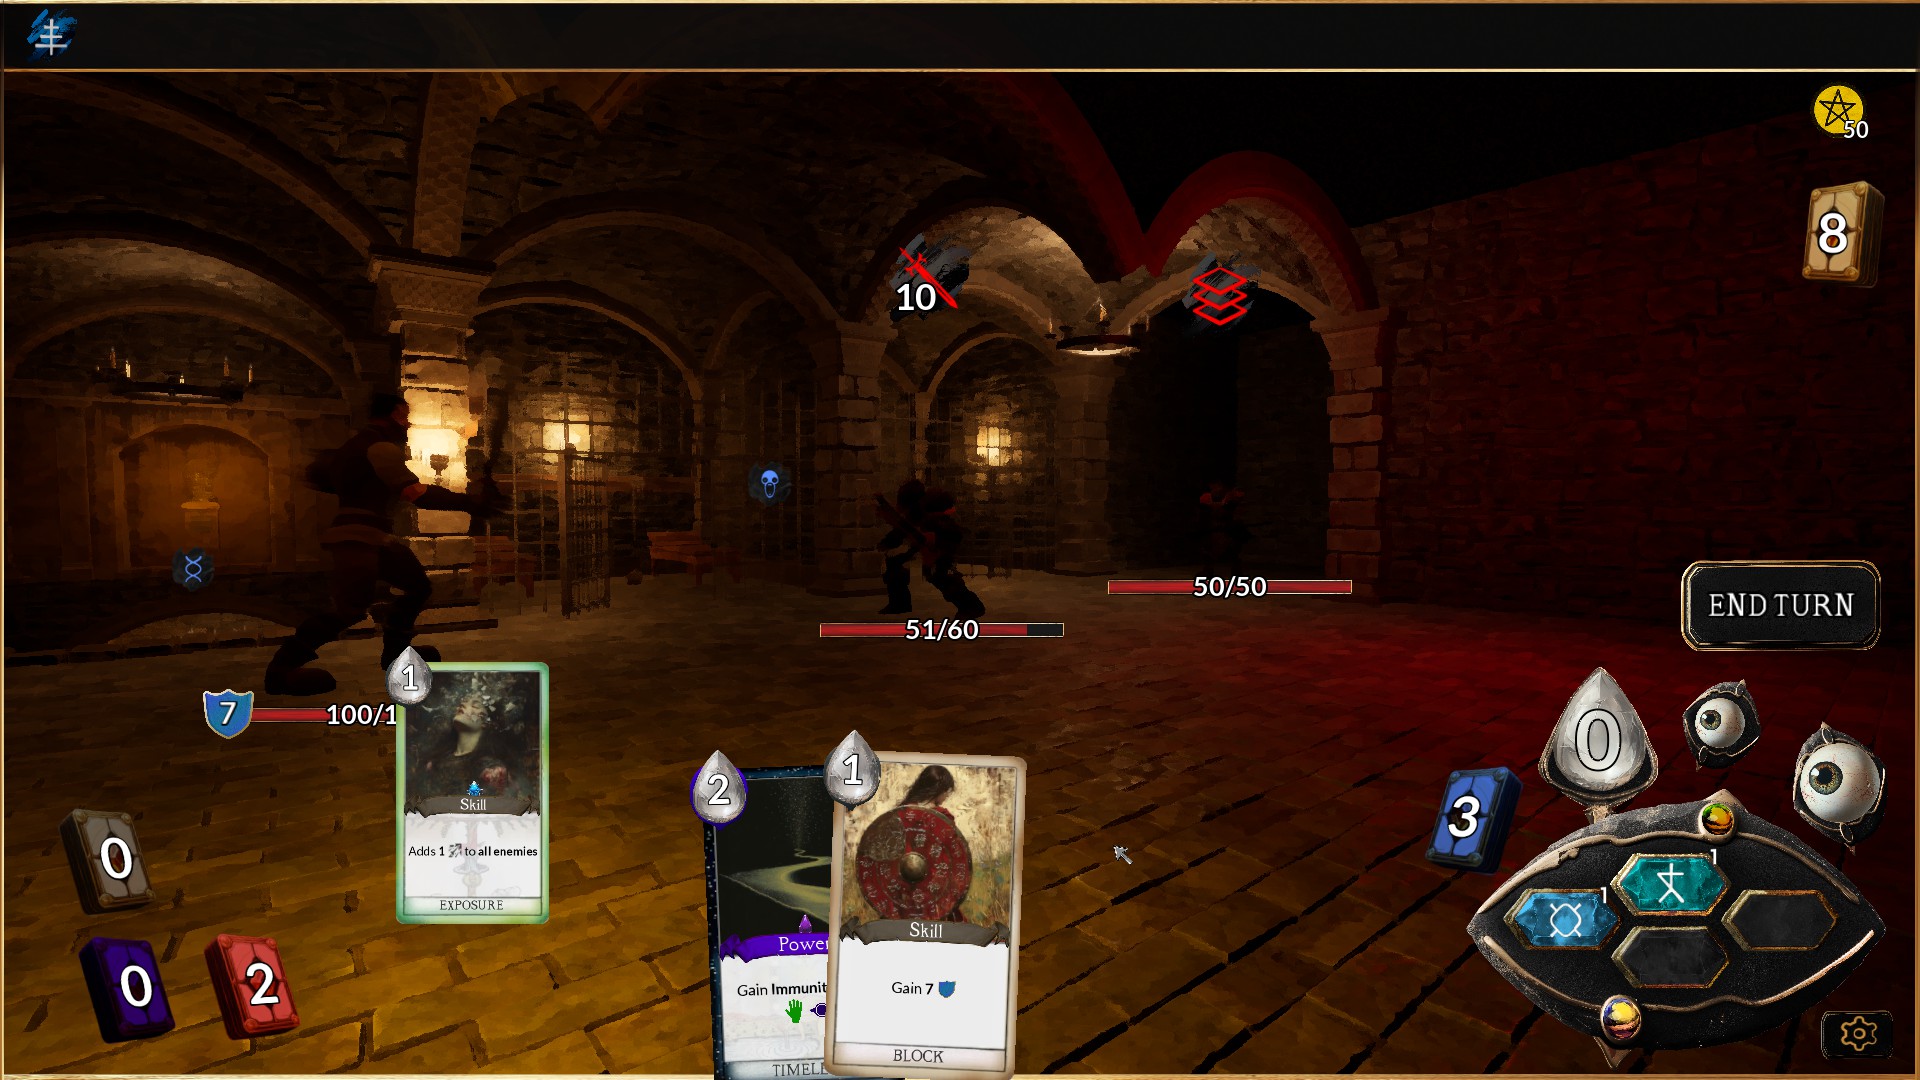 50
8
10
50/50
51/60
END TURN
7
100/1
1
Skill
Adds 1 to all enemies
EXPOSURE
2
Power
Gain Immunit
TIMEL
1
Skill
Gain 7
BLOCK
0
0
2
3
0
1
1